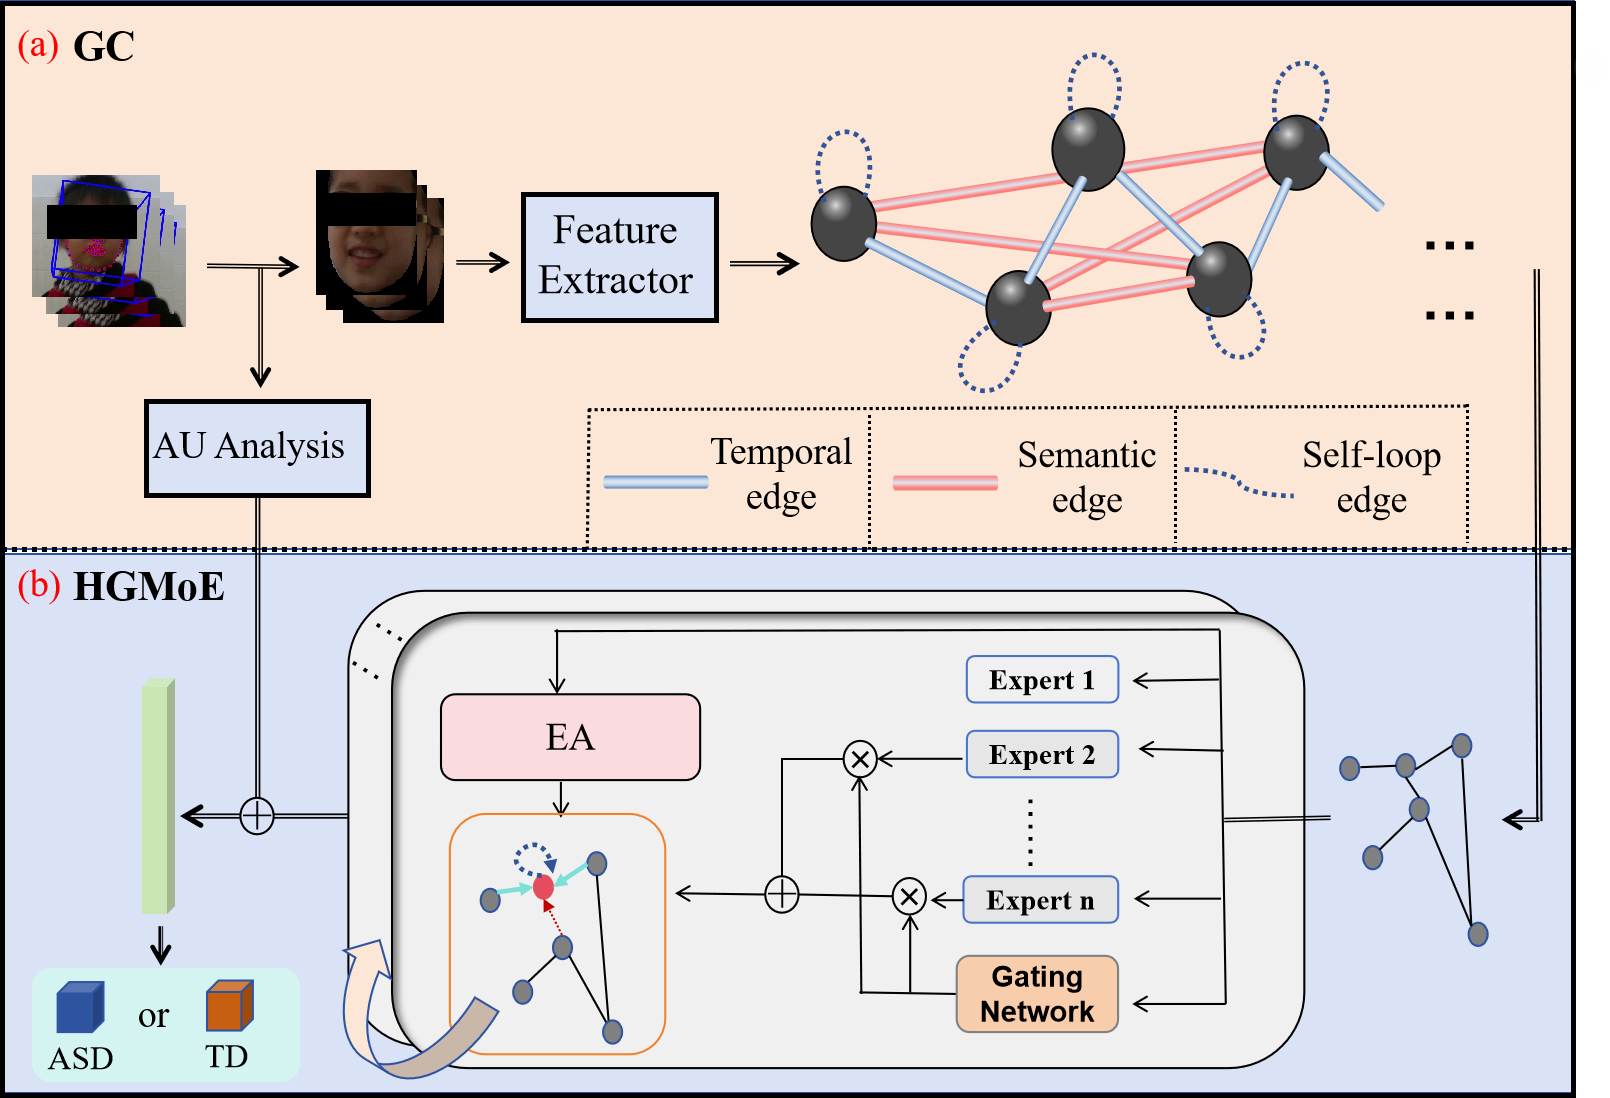 (a) GC
Feature
Extractor
AU Analysis
Temporal
edge
Semantic
edge
Self-loop
edge
(b) HGMoE
EA
Expert 1
Expert 2
Expert n
Gating
Network
ASD
or
TD